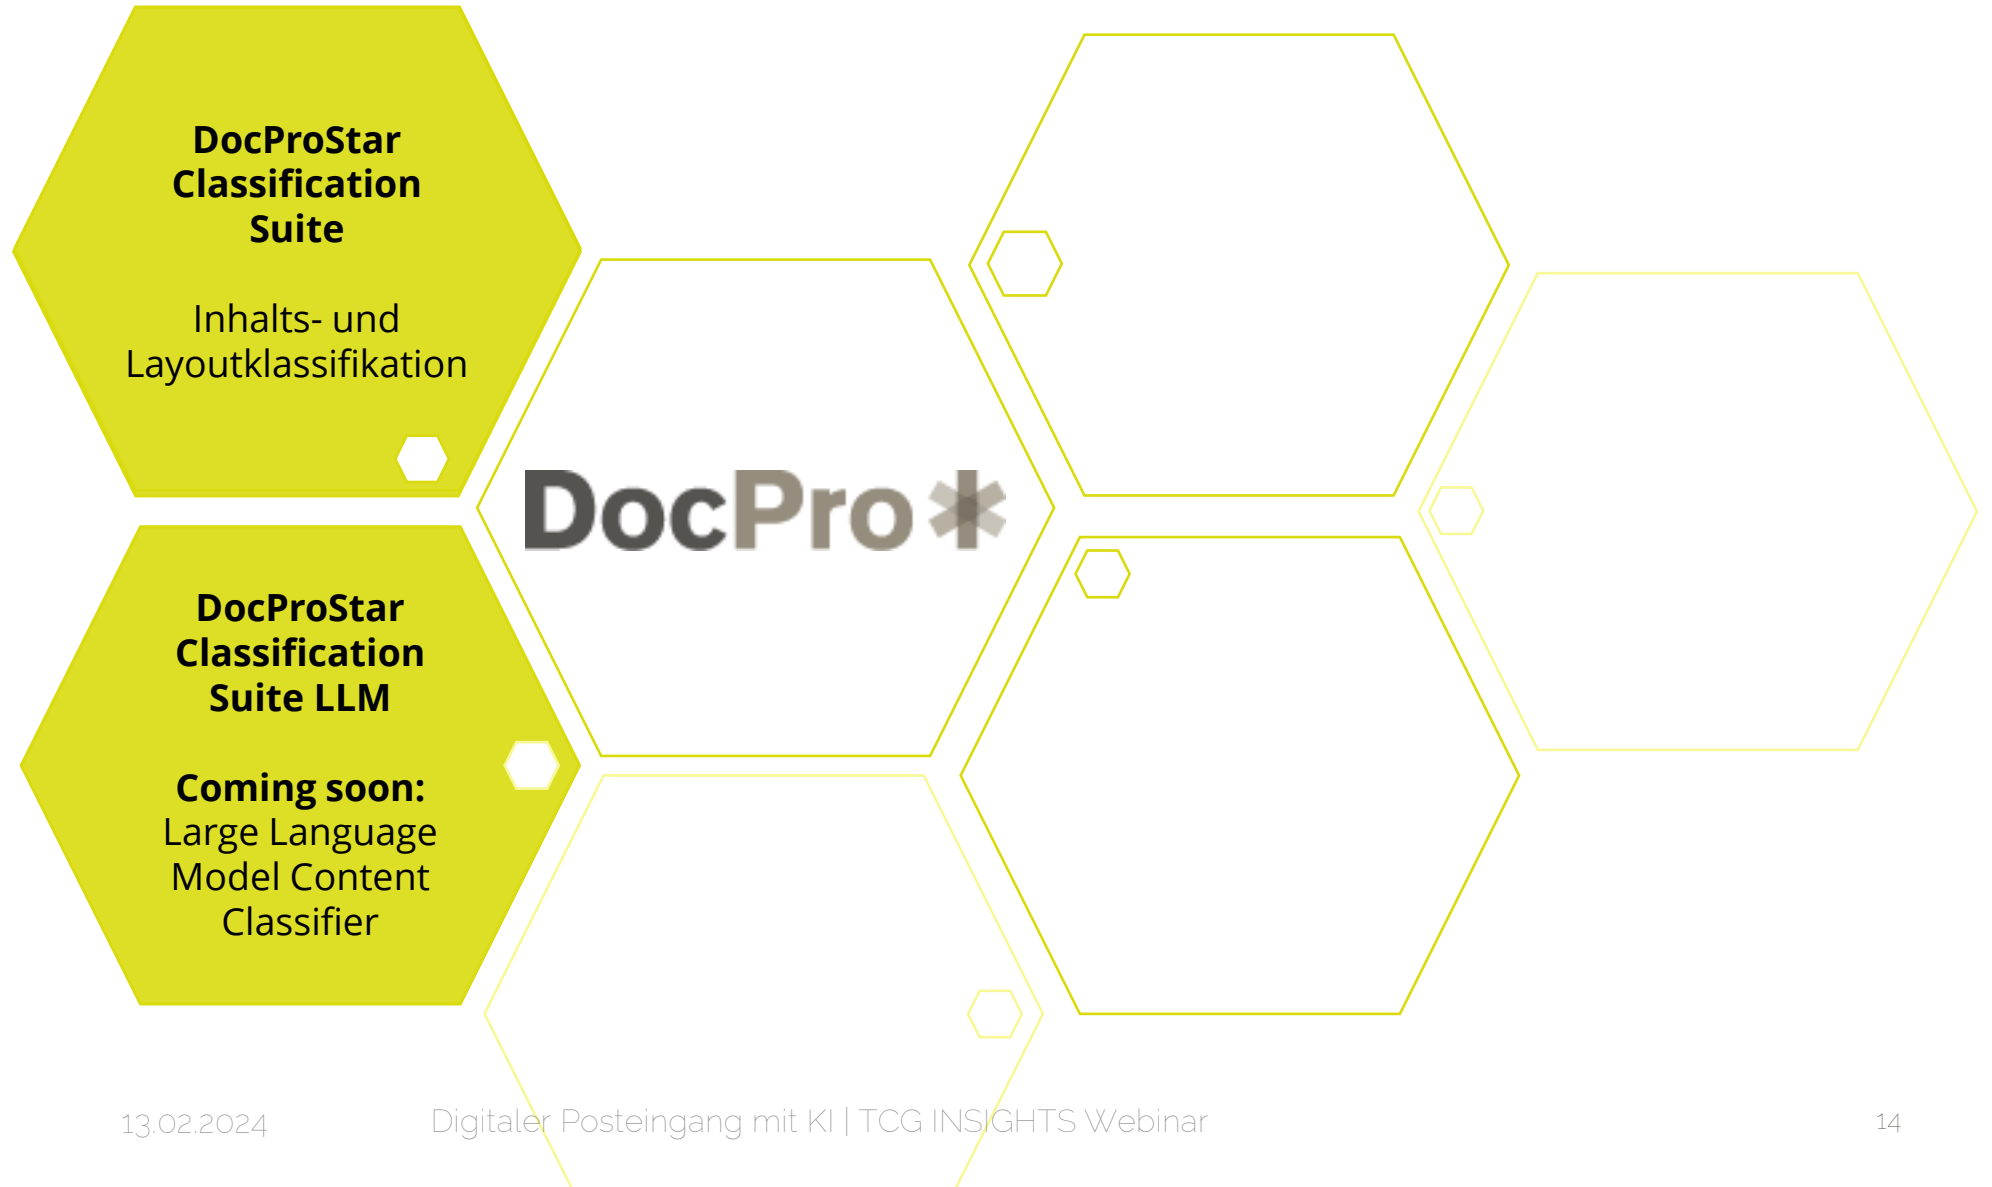 DocProStar
Classification
Suite
Inhalts- und
Layoutklassifikation
DocPro*
DocProStar
Classification
Suite LLM
Coming soon:
Large Language
Model Content
Classifier
13.02.2024
Digitaler Posteingang mit KI | TCG INSIGHTS Webinar
14